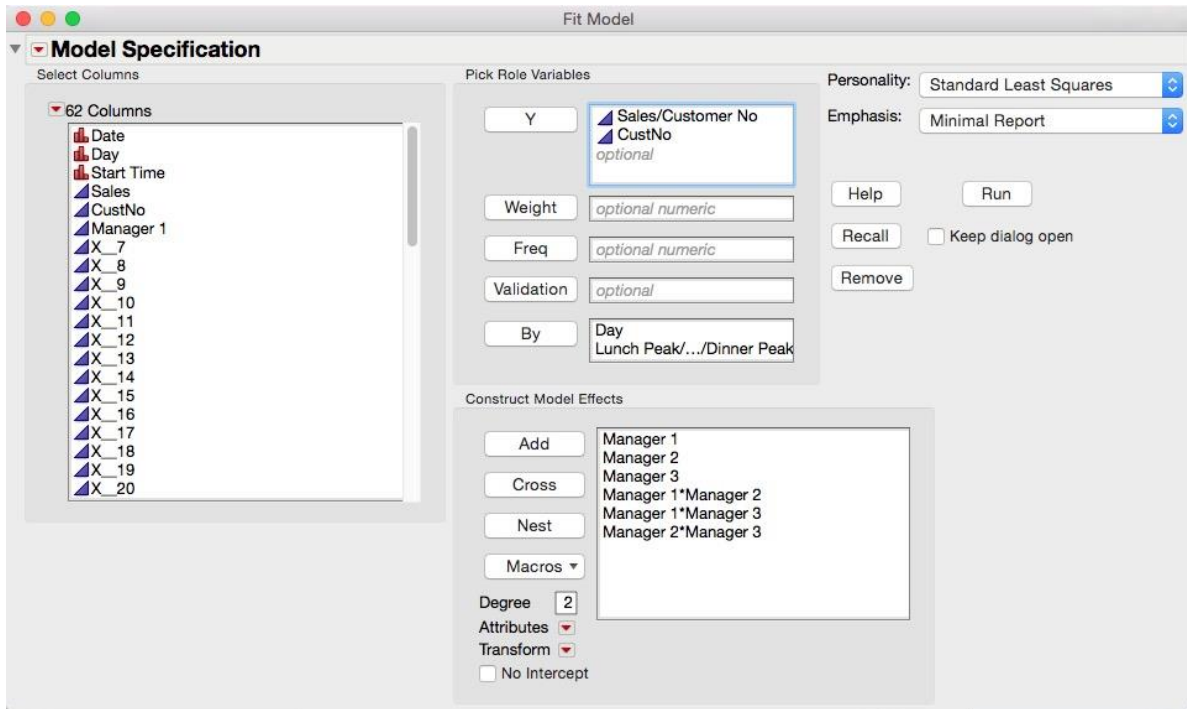 Fit Model
Model Specification
Select Columns
62 Columns
Date
Day
Start Time
Sales
CustNo
Manager 1
X__7
X__8
X__9
X__10
X__11
X__12
X__13
X__14
X__15
X__16
X__17
X__18
X__19
X__20
Pick Role Variables
Y
Sales/Customer No
CustNo
optional
Weight
optional numeric
Freq
optional numeric
Validation
optional
By
Day
Lunch Peak/.../Dinner Peak
Personality:
Standard Least Squares
Emphasis:
Minimal Report
Help
Run
Recall
Keep dialog open
Remove
Construct Model Effects
Add
Cross
Nest
Macros
Degree
2
Attributes
Transform
No Intercept
Manager 1
Manager 2
Manager 3
Manager 1*Manager 2
Manager 1*Manager 3
Manager 2*Manager 3